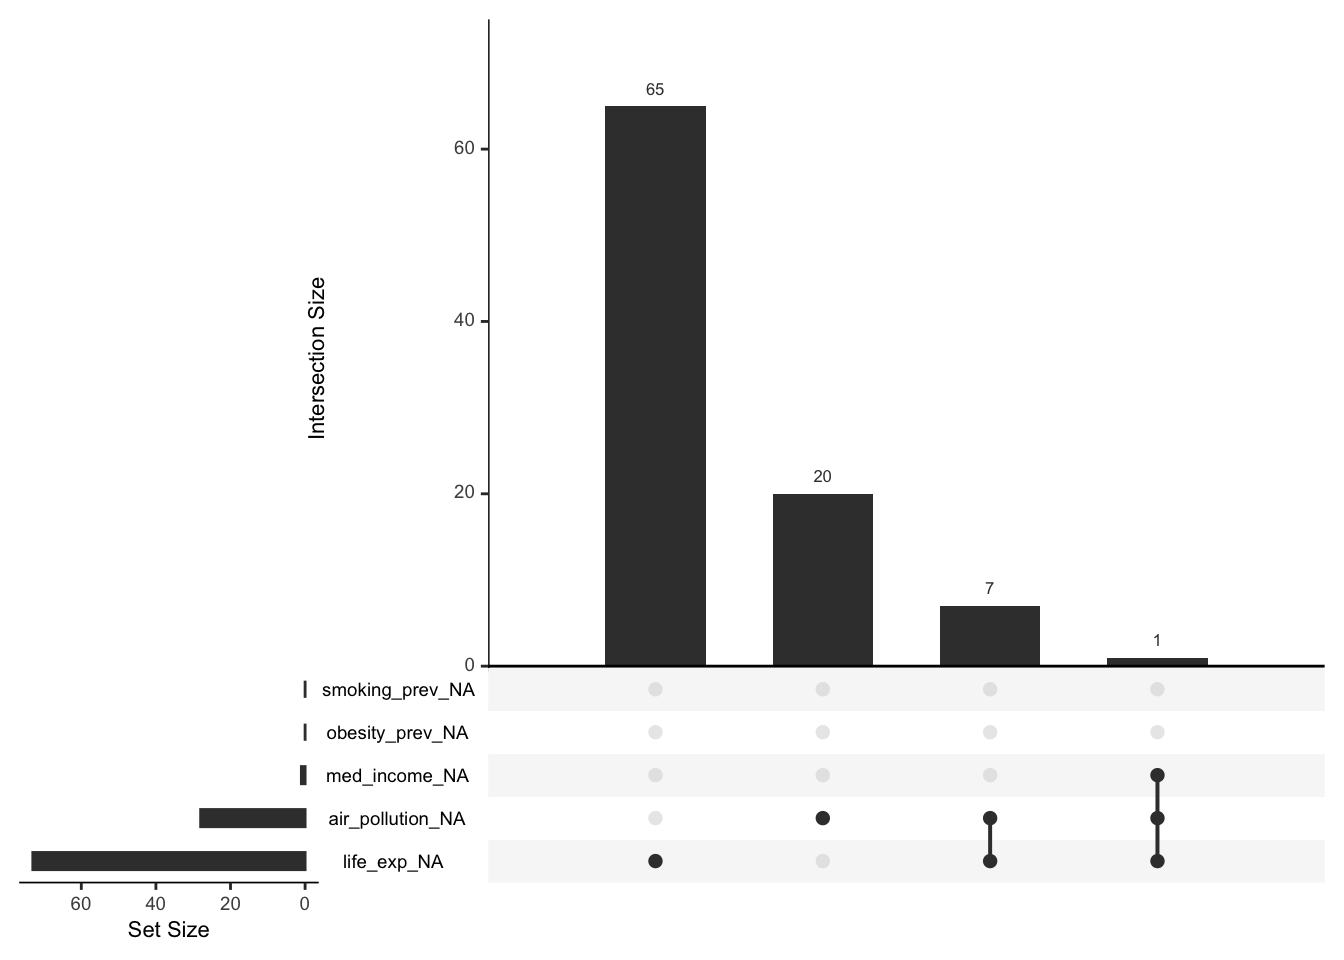 65
60
Intersection Size
40
20
20
7
1
0
smoking_prev_NA
obesity_prev_NA
med_income_NA
air_pollution_NA
life_exp_NA
60 40 20 0
Set Size